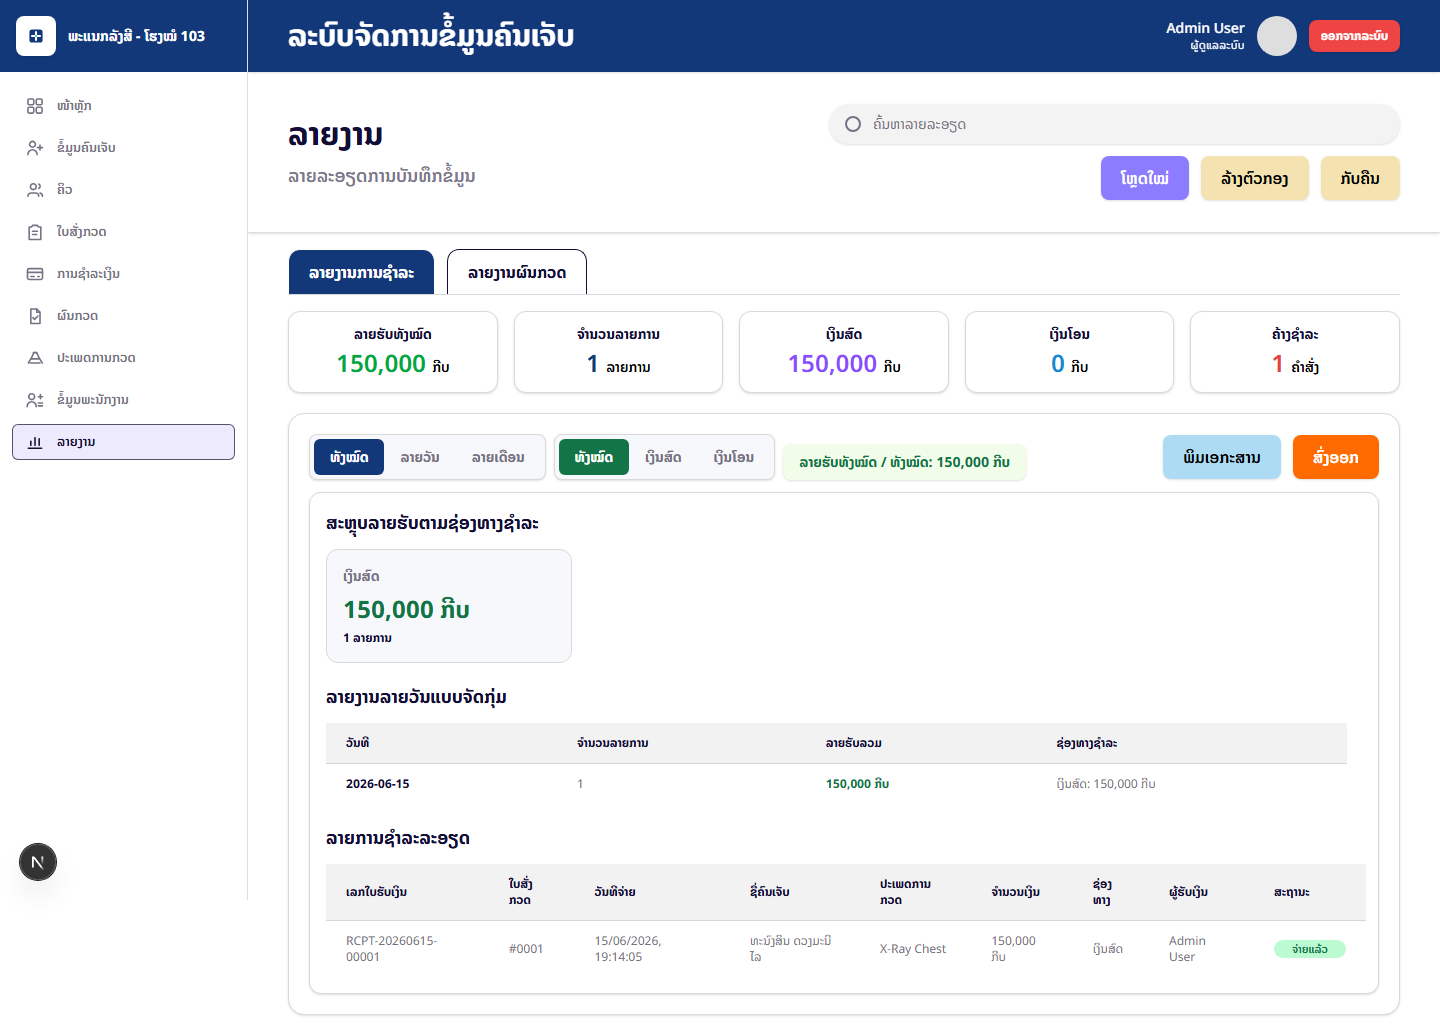 ພະແນກລັງສີ - ໂຮງໝໍ 103
ລະບົບຈັດການຂໍ້ມູນຄົນເຈັບ
Admin User
ຜູ້ດູແລລະບົບ
ອອກຈາກລະບົບ
ໜ້າຫຼັກ
ຂໍ້ມູນຄົນເຈັບ
ຄິວ
ໃບສັ່ງກວດ
ການຊຳລະເງິນ
ຜົນກວດ
ປະເພດການກວດ
ຂໍ້ມູນພະນັກງານ
ລາຍງານ
N
ລາຍງານ
ລາຍລະອຽດການບັນທຶກຂໍ້ມູນ
ຄົ້ນຫາລາຍລະອຽດ
ໂຫຼດໃໝ່
ລ້າງຕົວກອງ
ກັບຄືນ
ລາຍງານການຊຳລະ
ລາຍງານຜົນກວດ
ລາຍຮັບທັງໝົດ
150,000 ກີບ
ຈຳນວນລາຍການ
1 ລາຍການ
ເງິນສົດ
150,000 ກີບ
ເງິນໂອນ
0 ກີບ
ຄ້າງຊຳລະ
1 ຄຳສັ່ງ
ທັງໝົດ ລາຍວັນ ລາຍເດືອນ
ທັງໝົດ ເງິນສົດ ເງິນໂອນ
ລາຍຮັບທັງໝົດ / ທັງໝົດ: 150,000 ກີບ
ພິມເອກະສານ
ສົ່ງອອກ
ສະຫຼຸບລາຍຮັບຕາມຊ່ອງທາງຊຳລະ
ເງິນສົດ
150,000 ກີບ
1 ລາຍການ
ລາຍງານລາຍວັນແບບຈັດກຸ່ມ
ວັນທີ ຈຳນວນລາຍການ ລາຍຮັບລວມ ຊ່ອງທາງຊຳລະ
2026-06-15 1 150,000 ກີບ ເງິນສົດ: 150,000 ກີບ
ລາຍການຊຳລະລະອຽດ
ເລກໃບຮັບເງິນ
ໃບສັ່ງ
ກວດ
ວັນທີຈ່າຍ
ຊື່ຄົນເຈັບ
ປະເພດການ
ກວດ
ຈຳນວນເງິນ
ຊ່ອງ
ທາງ
ຜູ້ຮັບເງິນ
ສະຖານະ
RCPT-20260615-
00001
#0001
15/06/2026,
19:14:05
ທະນົງສິນ ດວງມະນີ
ໄລ
X-Ray Chest
150,000
ກີບ
ເງິນສົດ
Admin
User
ຈ່າຍແລ້ວ